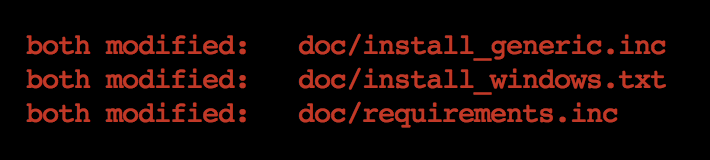 both modified:   doc/install_generic.inc
both modified:   doc/install_windows.txt
both modified:   doc/requirements.inc